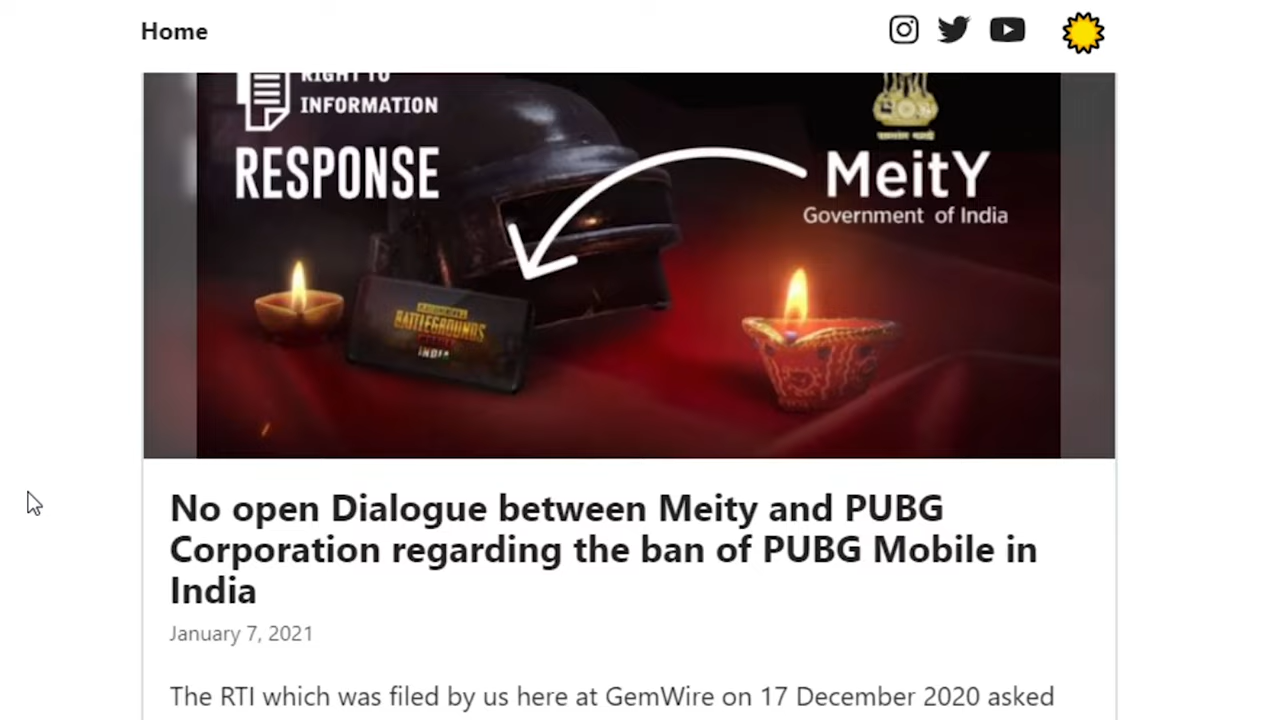 Home
RIGHT TO
INFORMATION
RESPONSE
MeitY
Government of India
BATTLEGROUNDS
INDIA
No open Dialogue between Meity and PUBG
Corporation regarding the ban of PUBG Mobile in
India
January 7, 2021
The RTI which was filed by us here at GemWire on 17 December 2020 asked